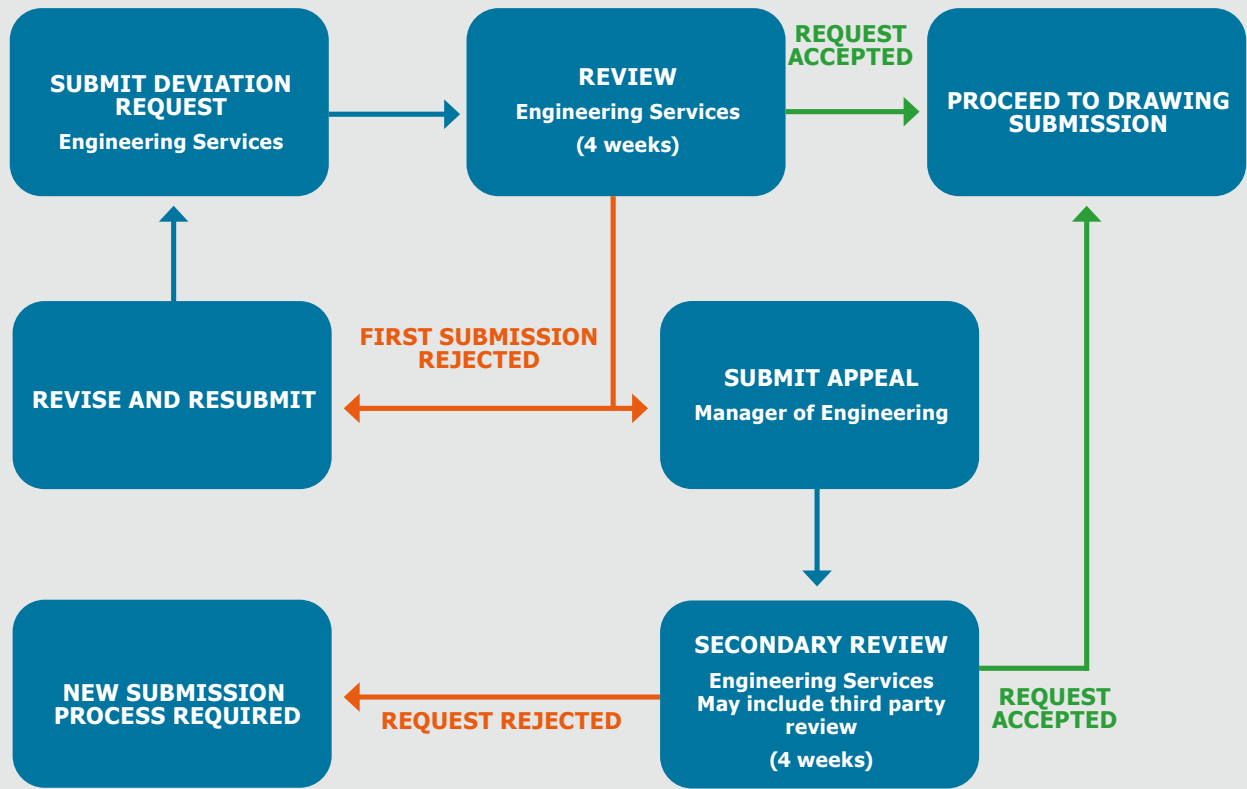 SUBMIT DEVIATION
REQUEST
Engineering Services
REVIEW
Engineering Services
(4 weeks)
REQUEST
ACCEPTED
PROCEED TO DRAWING
SUBMISSION
REVISE AND RESUBMIT
FIRST SUBMISSION
REJECTED
SUBMIT APPEAL
Manager of Engineering
NEW SUBMISSION
PROCESS REQUIRED
REQUEST REJECTED
SECONDARY REVIEW
Engineering Services
May include third party
review
(4 weeks)
REQUEST
ACCEPTED